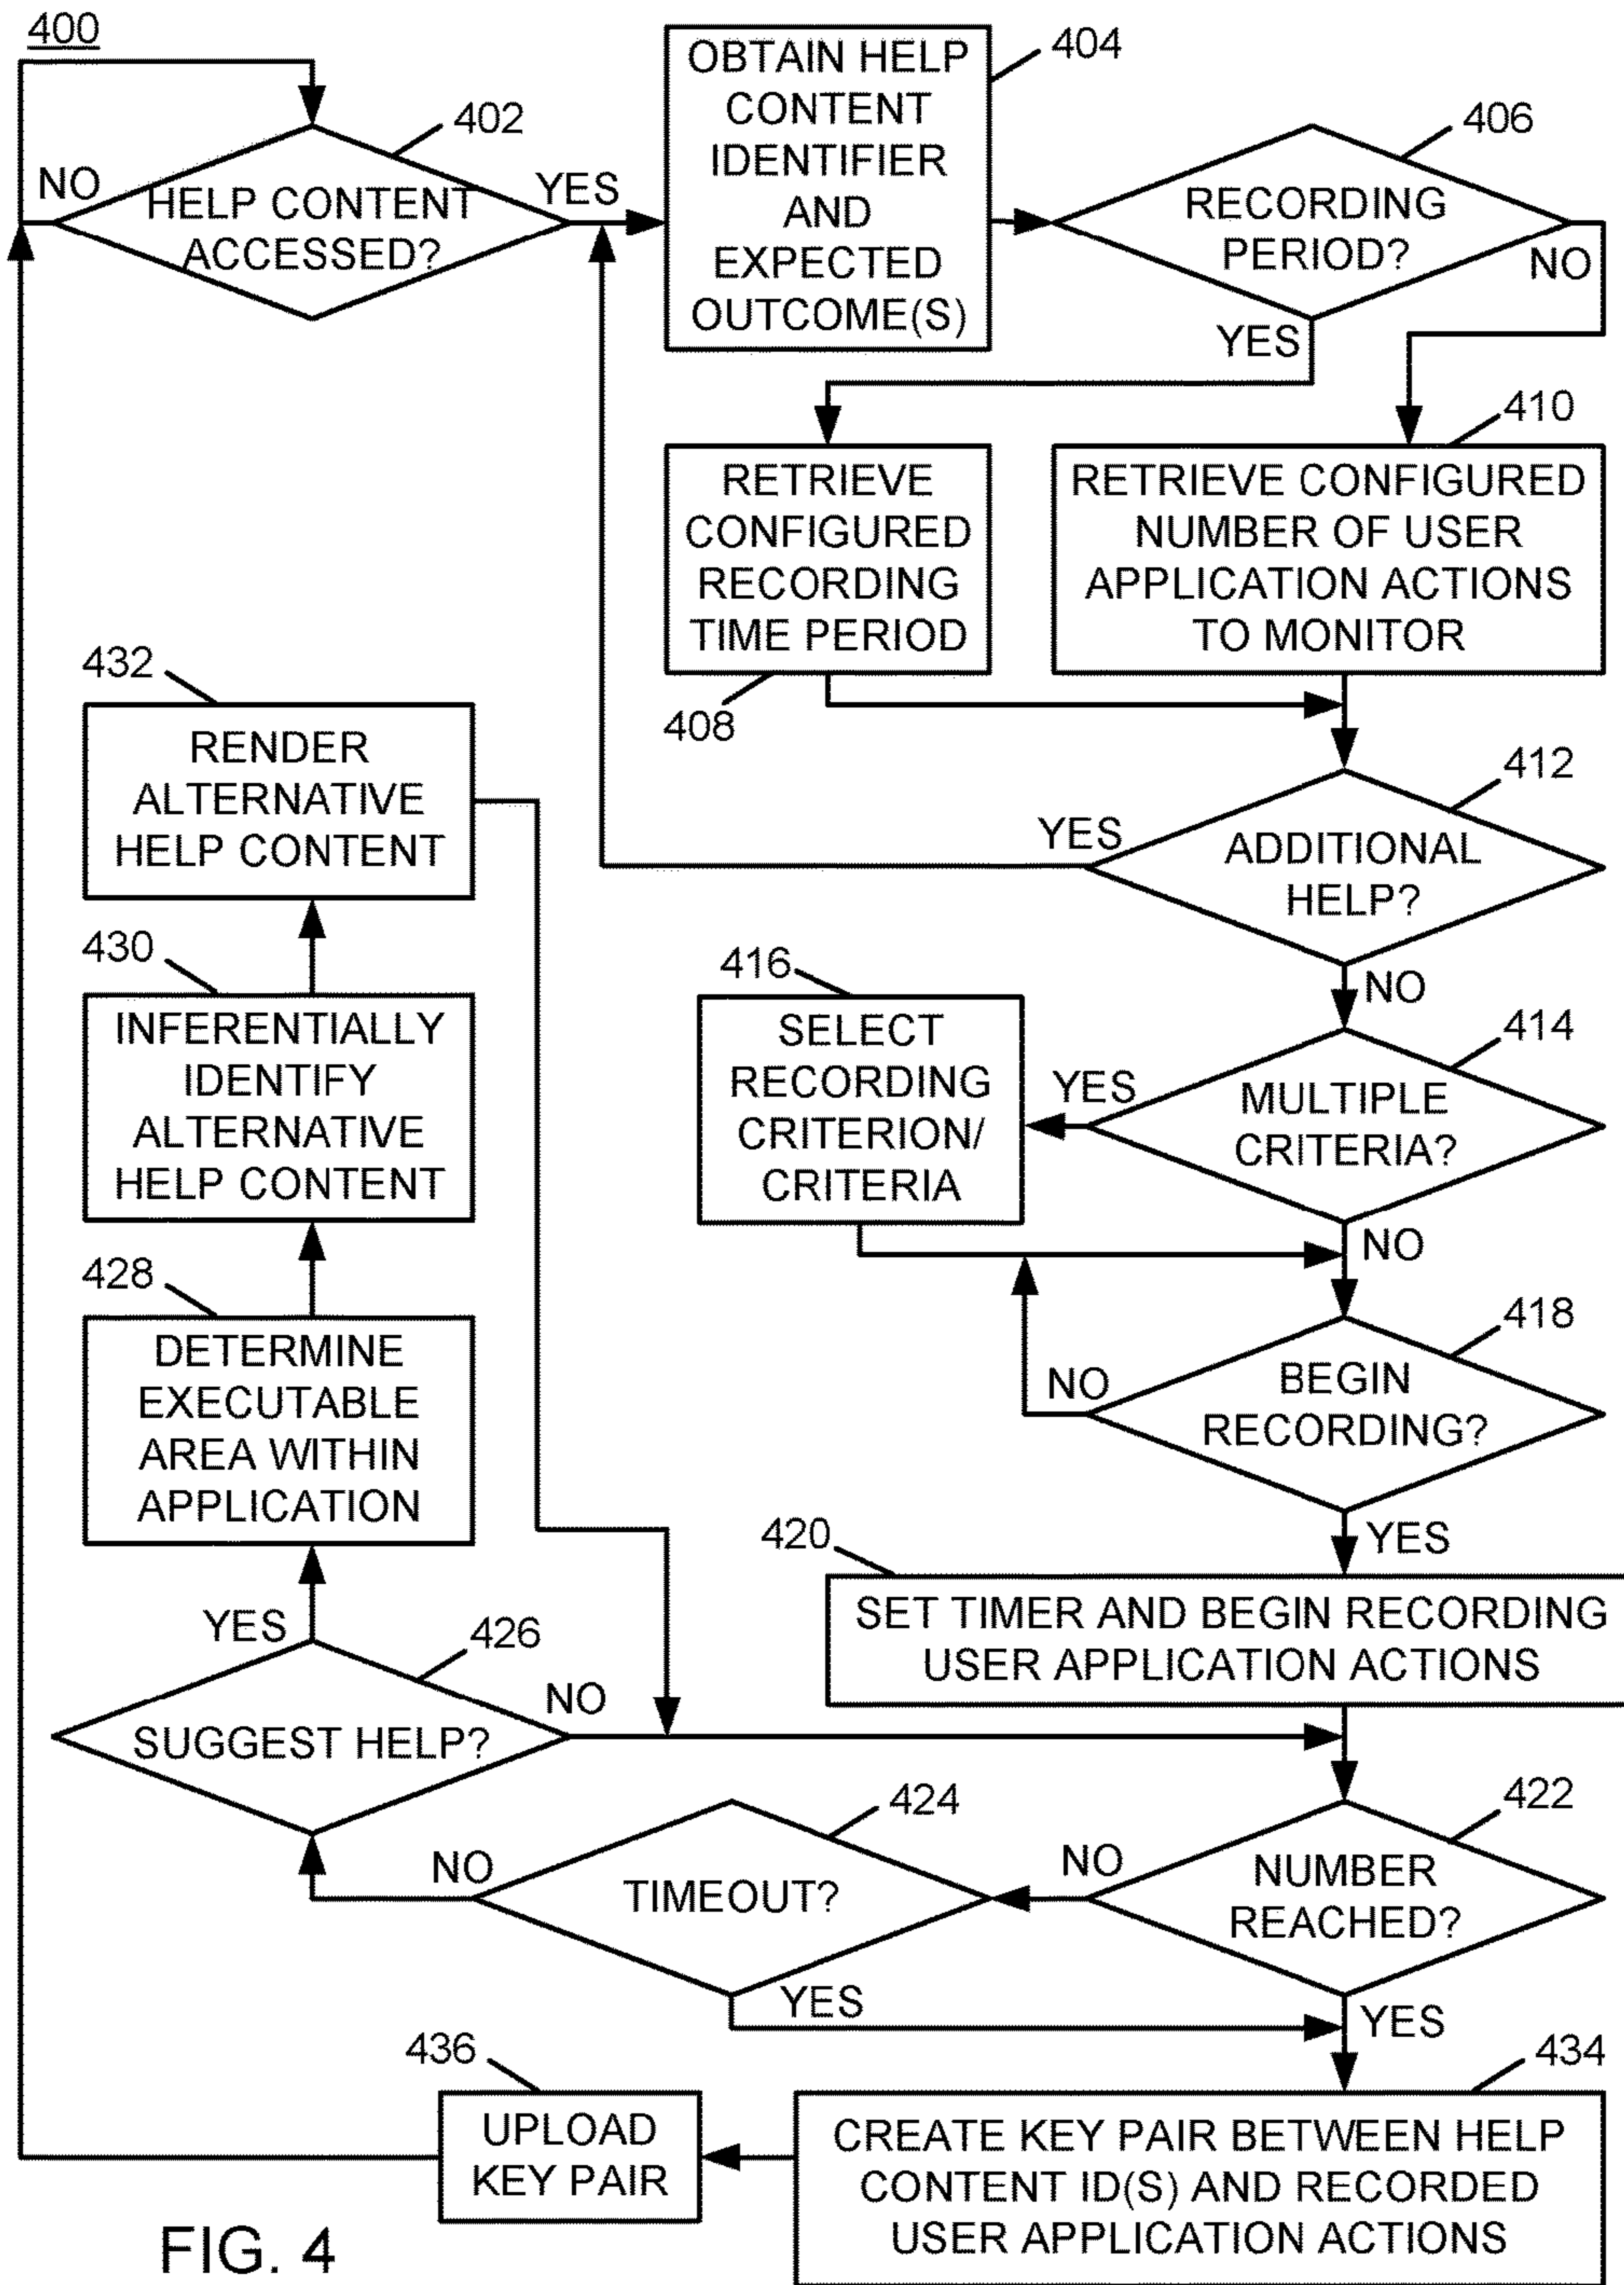 400
402
NO
HELP CONTENT
ACCESSED?
YES
OBTAIN HELP
CONTENT
IDENTIFIER
AND
EXPECTED
OUTCOME(S)
404
406
RECORDING
PERIOD?
NO
YES
RETRIEVE
CONFIGURED
RECORDING
TIME PERIOD
408
410
RETRIEVE CONFIGURED
NUMBER OF USER
APPLICATION ACTIONS
TO MONITOR
412
YES
ADDITIONAL
HELP?
NO
414
YES
MULTIPLE
CRITERIA?
NO
416
SELECT
RECORDING
CRITERION/
CRITERIA
418
NO
BEGIN
RECORDING?
YES
420
SET TIMER AND BEGIN RECORDING
USER APPLICATION ACTIONS
422
NO
NUMBER
REACHED?
YES
424
NO
TIMEOUT?
YES
426
YES
SUGGEST HELP?
NO
428
DETERMINE
EXECUTABLE
AREA WITHIN
APPLICATION
430
INFERENTIALLY
IDENTIFY
ALTERNATIVE
HELP CONTENT
432
RENDER
ALTERNATIVE
HELP CONTENT
434
CREATE KEY PAIR BETWEEN HELP
CONTENT ID(S) AND RECORDED
USER APPLICATION ACTIONS
436
UPLOAD
KEY PAIR
FIG. 4